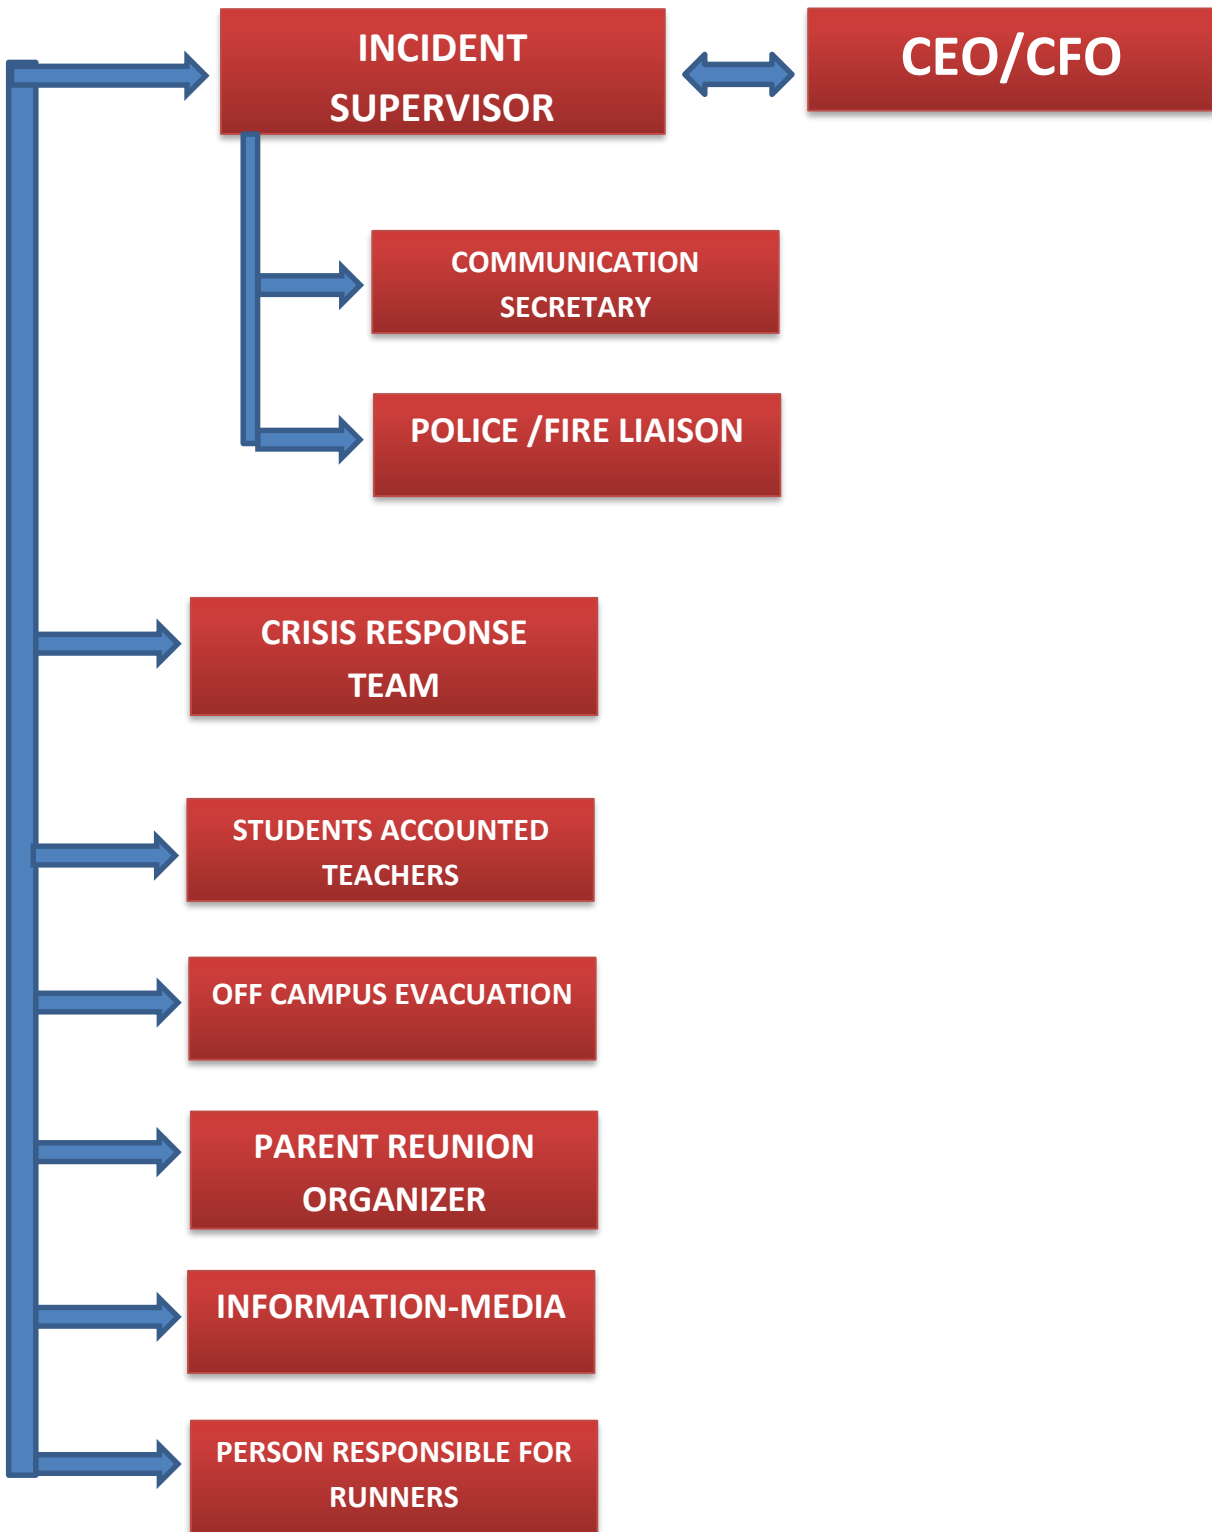 INCIDENT
SUPERVISOR
CEO/CFO
COMMUNICATION
SECRETARY
POLICE /FIRE LIAISON
CRISIS RESPONSE
TEAM
STUDENTS ACCOUNTED
TEACHERS
OFF CAMPUS EVACUATION
PARENT REUNION
ORGANIZER
INFORMATION-MEDIA
PERSON RESPONSIBLE FOR
RUNNERS